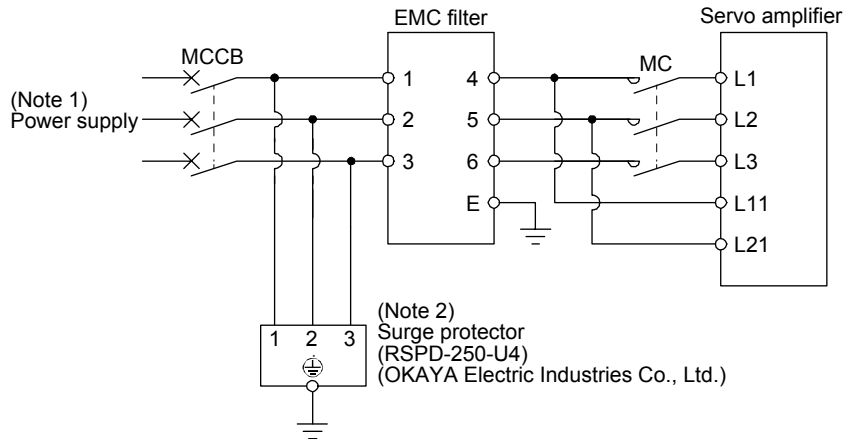 EMC filter
Servo amplifier
MCCB
MC
(Note 1)
Power supply
1
2
3
4
5
6
E
L1
L2
L3
L11
L21
1 2 3
(Note 2)
Surge protector
(RSPD-250-U4)
(OKAYA Electric Industries Co., Ltd.)